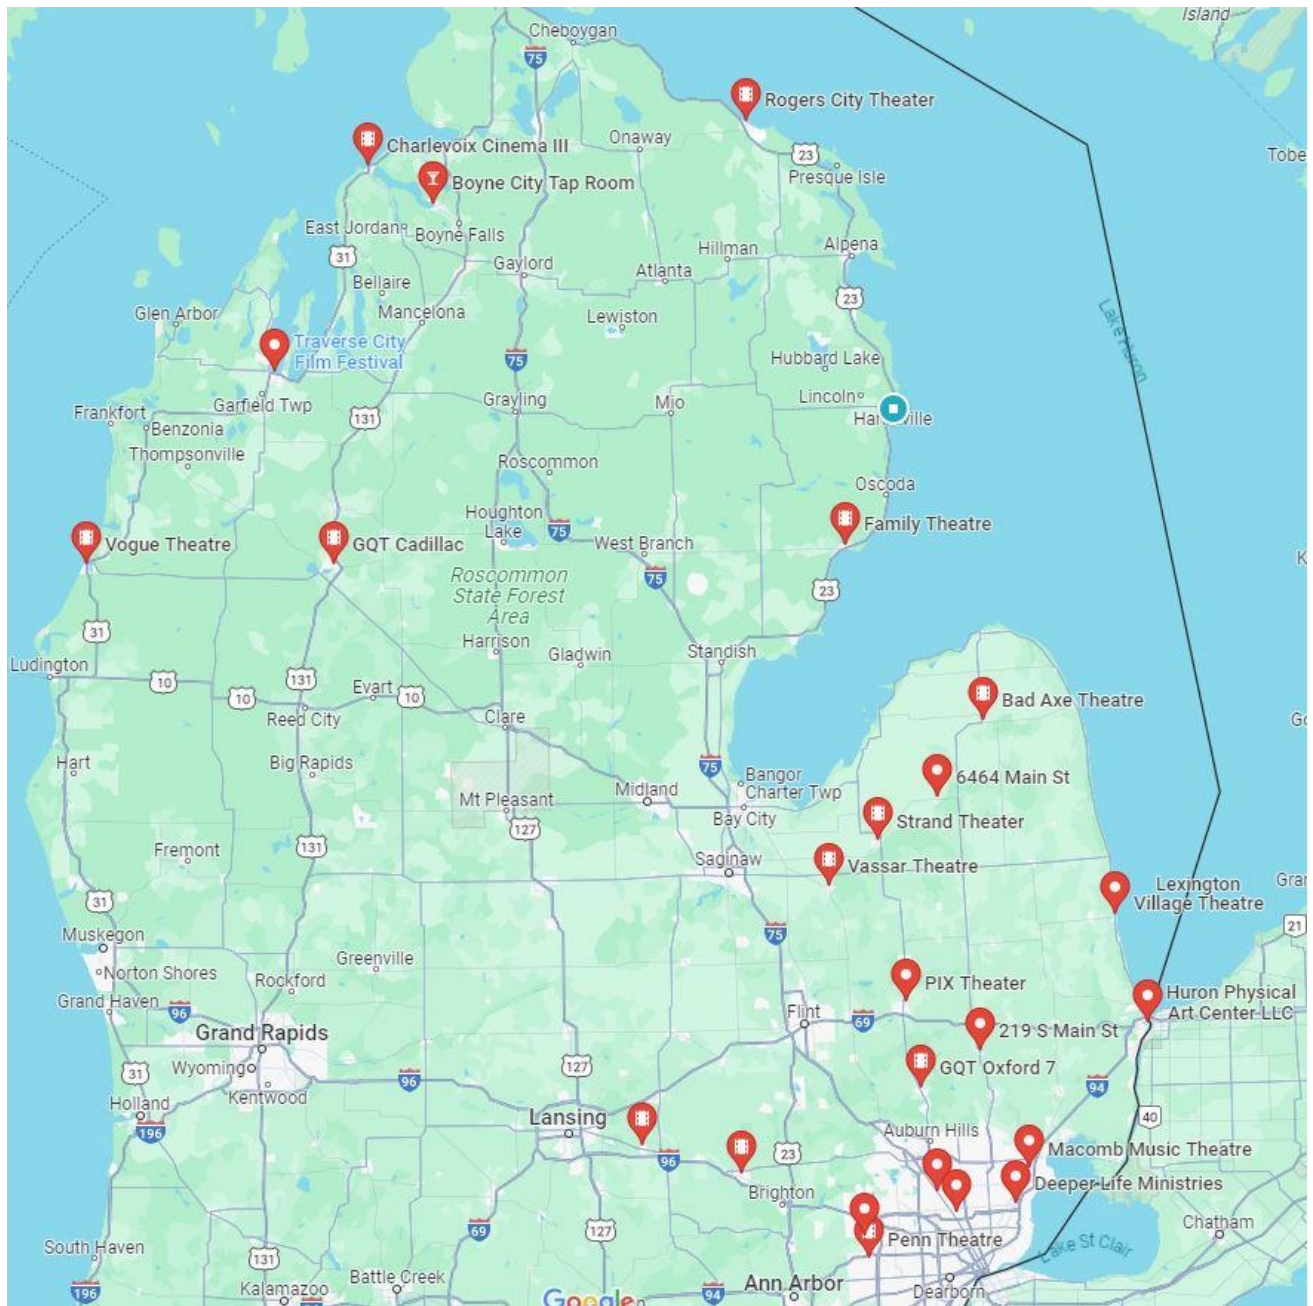 Island
Cheboygan
75
Rogers City Theater
Charlevoix Cinema III
Onaway
23
Tobe
Presque Isle
Boyne City Tap Room
East Jordan
Boyne Falls
Hillman
Alpena
31
Gaylord
Atlanta
Bellaire
23
Lake Huron
Glen Arbor
Mancelona
Lewiston
Traverse City
Film Festival
75
Hubbard Lake
Lincoln
Frankfort
Garfield Twp
Grayling
Mio
131
Benzonia
Thompsonville
Roscommon
Oscoda
Houghton
Lake
75
Family Theatre
Vogue Theatre
GQT Cadillac
West Branch
K
Roscommon
State Forest
Area
75
23
31
Harrison
Gladwin
Standish
Ludington
10
131
Evart
10
10
Reed City
Clare
Bad Axe Theatre
Hart
Big Rapids
75
Bangor
Charter Twp
6464 Main St
Mt Pleasant
Midland
Bay City
Strand Theater
127
131
Fremont
Saginaw
Vassar Theatre
Lexington
Village Theatre
31
21
Muskegon
75
Norton Shores
Greenville
Rockford
PIX Theater
Huron Physical
Art Center LLC
Grand Haven
96
Flint
69
219 S Main St
Grand Rapids
Wyoming
127
GQT Oxford 7
31
96
94
Kentwood
Holland
Lansing
40
196
Auburn Hills
96
23
Macomb Music Theatre
Brighton
Deeper Life Ministries
69
127
Chatham
Penn Theatre
South Haven
131
Lake St Clair
Battle Creek
Ann Arbor
196
Kalamazoo
94
Dearborn
Google